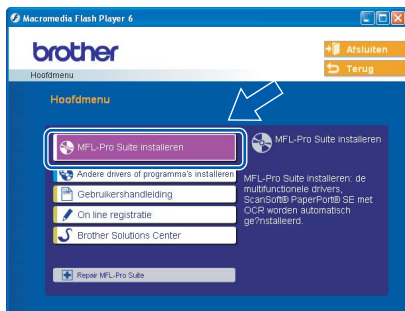 Macromedia Flash Player 6
brother
Afsluiten
Terug
Hoofdmenu
Hoofdmenu
MFL-Pro Suite installeren
Andere drivers of programma's installeren
Gebruikershandleiding
On line registratie
Brother Solutions Center
Repair MFL-Pro Suite
MFL-Pro Suite installeren
MFL-Pro Suite installeren: de
multifunctionele drivers,
ScanSoft® PaperPort® SE met
OCR worden automatisch
ge?nstalleerd.